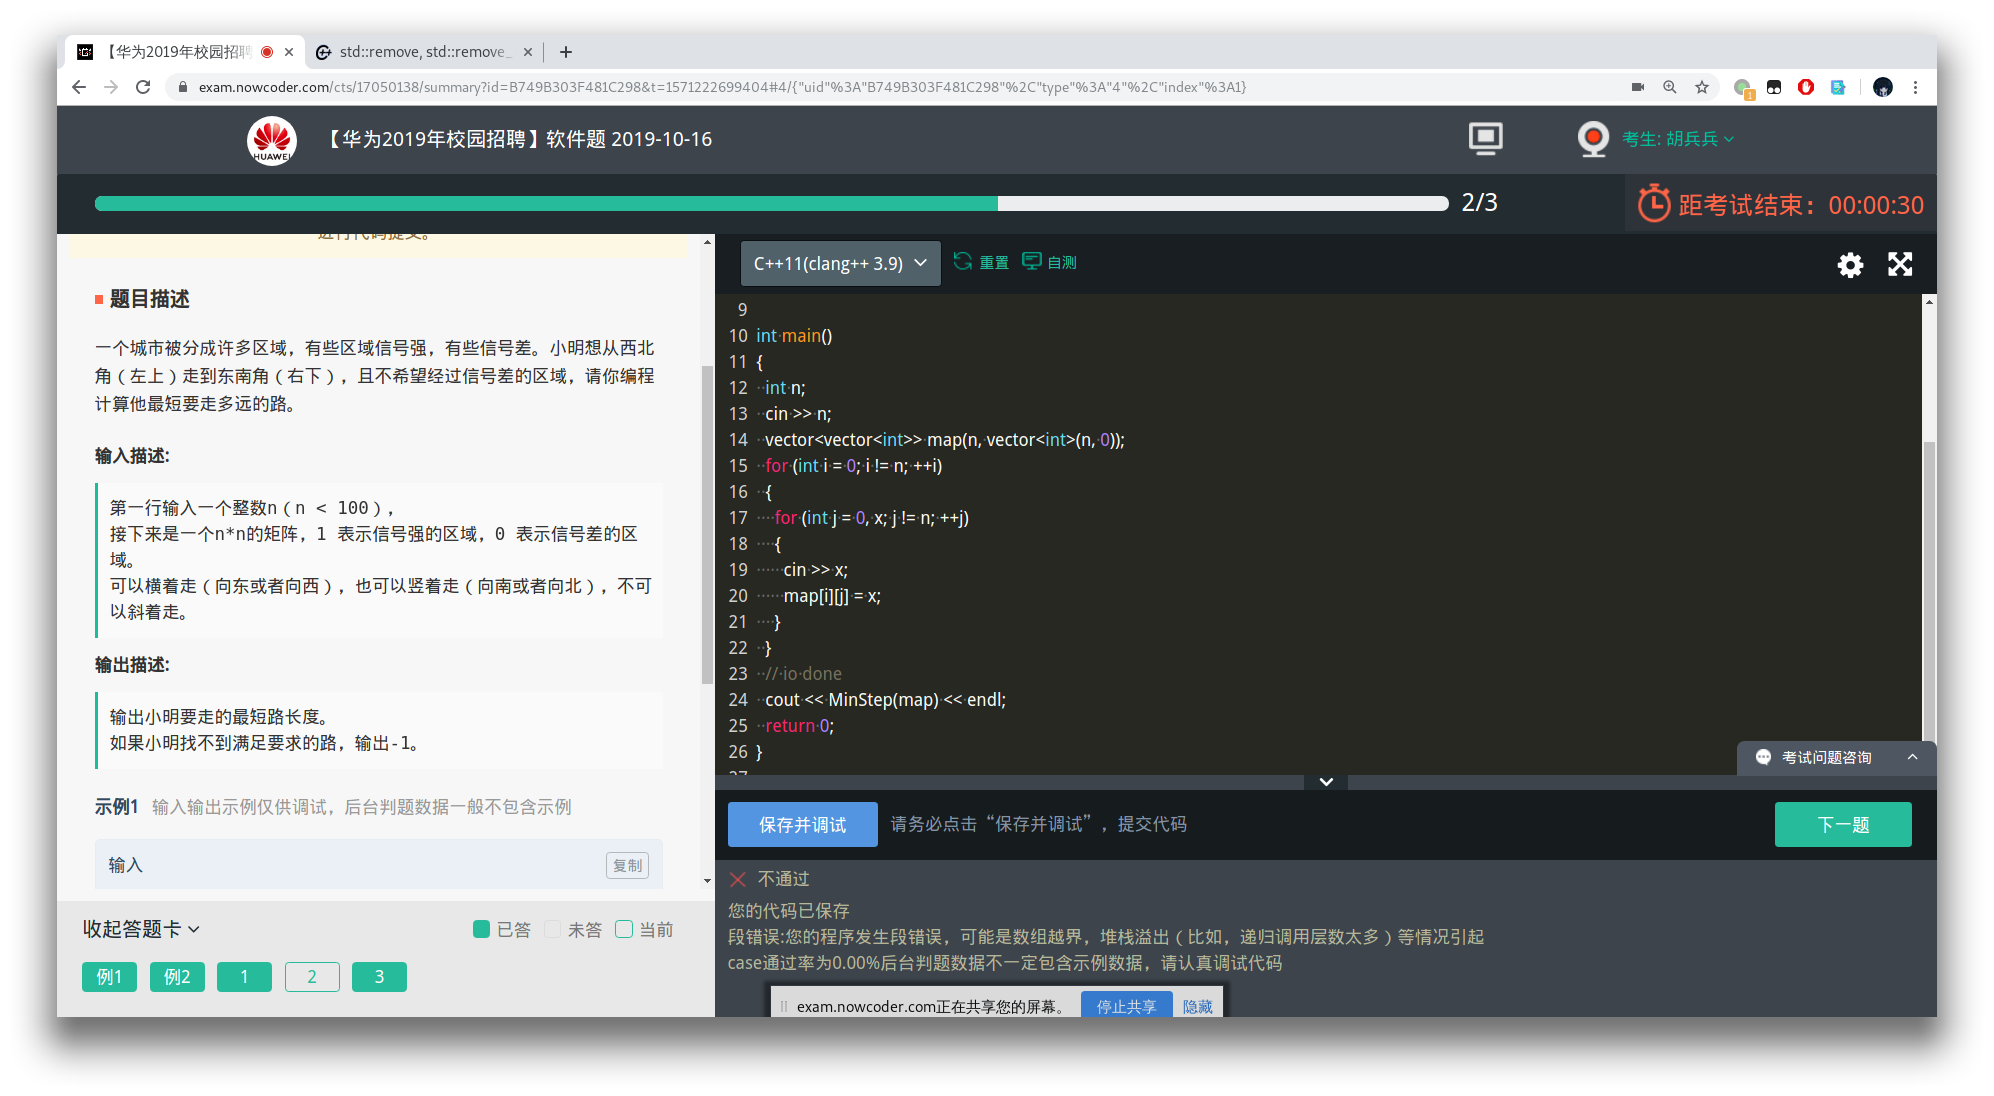 【华为2019年校园招聘
std::remove, std::remove_
exam.nowcoder.com/cts/17050138/summary?id=B749B303F481C298&t=1571222699404#4/{"uid"%3A"B749B303F481C298"%2C"type"%3A"4"%2C"index"%3A1}
1
HUAWEI
【华为2019年校园招聘】软件题 2019-10-16
考生: 胡兵兵
2/3
距考试结束：00:00:30
进行代码提交。
题目描述
一个城市被分成许多区域，有些区域信号强，有些信号差。小明想从西北
角（左上）走到东南角（右下），且不希望经过信号差的区域，请你编程
计算他最短要走多远的路。
输入描述:
第一行输入一个整数n（n < 100），
接下来是一个n*n的矩阵，1 表示信号强的区域，0 表示信号差的区
域。
可以横着走（向东或者向西），也可以竖着走（向南或者向北），不可
以斜着走。
输出描述:
输出小明要走的最短路长度。
如果小明找不到满足要求的路，输出-1。
示例1 输入输出示例仅供调试，后台判题数据一般不包含示例
输入
复制
收起答题卡
已答 未答 当前
例1 例2 1 2 3
C++11(clang++ 3.9) 重置 自测
9
10 int main()
11 {
12 int n;
13 cin >> n;
14 vector<vector<int>> map(n, vector<int>(n, 0));
15 for (int i = 0; i != n; ++i)
16 {
17 for (int j = 0, x; j != n; ++j)
18 {
19 cin >> x;
20 map[i][j] = x;
21 }
22 }
23 // io done
24 cout << MinStep(map) << endl;
25 return 0;
26 }
27
考试问题咨询
保存并调试 请务必点击“保存并调试”，提交代码
下一题
不通过
您的代码已保存
段错误:您的程序发生段错误，可能是数组越界，堆栈溢出（比如，递归调用层数太多）等情况引起
case通过率为0.00%后台判题数据不一定包含示例数据，请认真调试代码
exam.nowcoder.com正在共享您的屏幕。 停止共享 隐藏